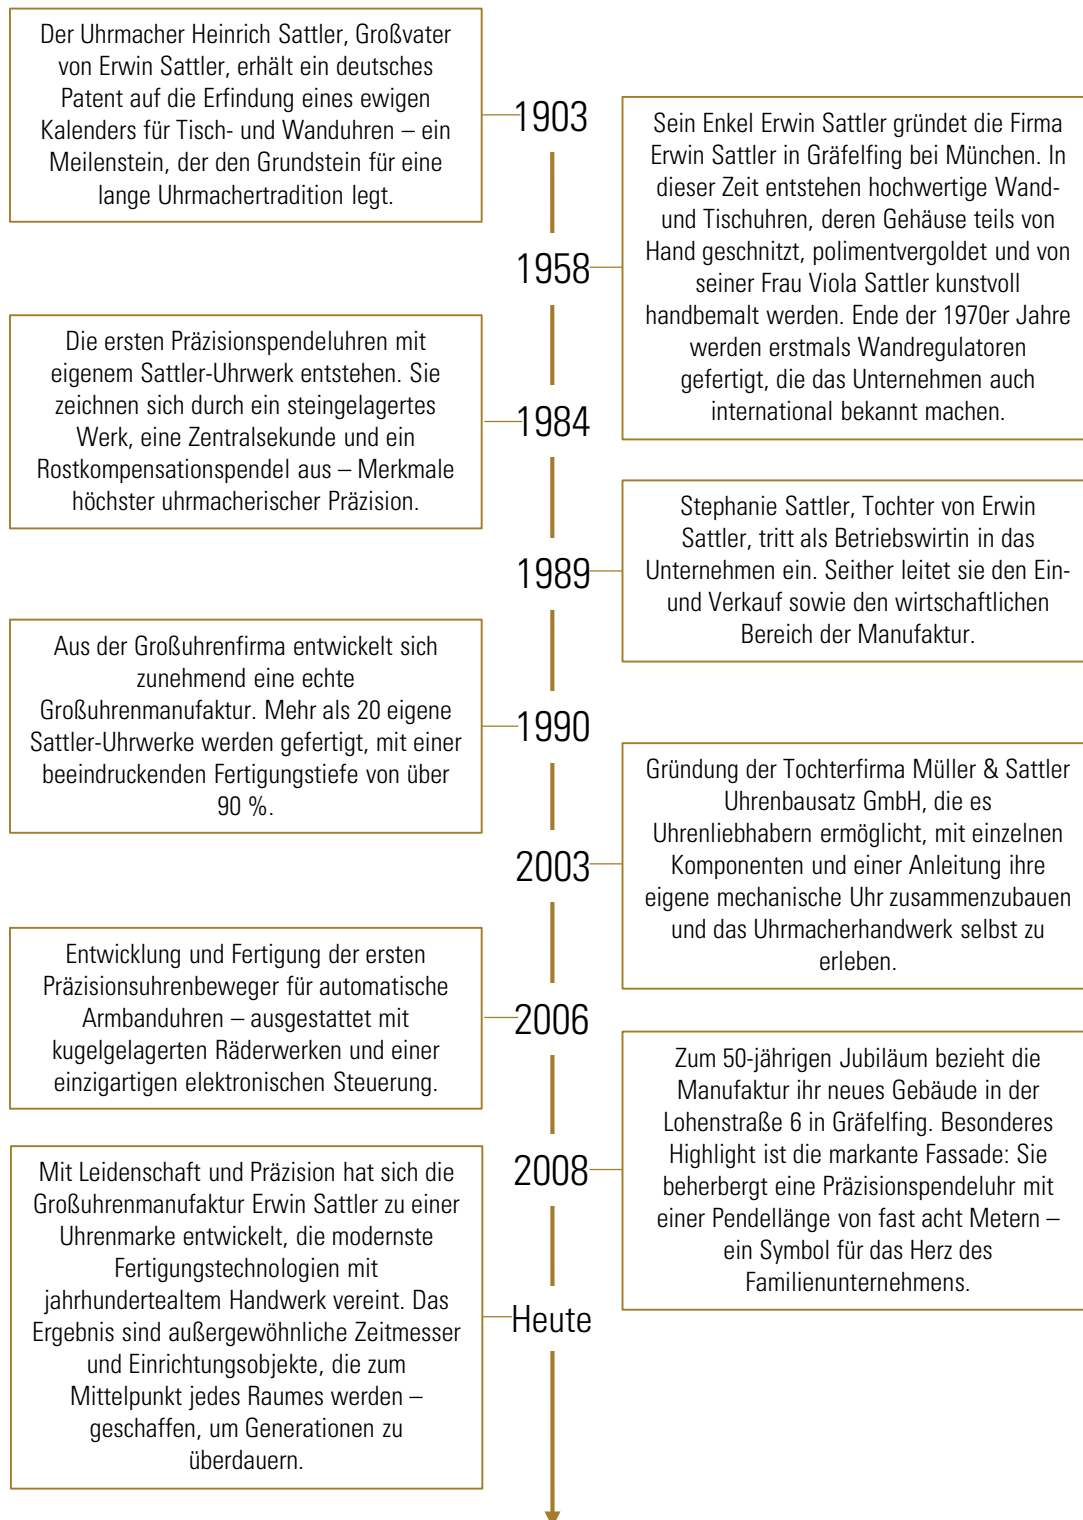 Der Uhrmacher Heinrich Sattler, Großvater
von Erwin Sattler, erhält ein deutsches
Patent auf die Erfindung eines ewigen
Kalenders für Tisch- und Wanduhren – ein
Meilenstein, der den Grundstein für eine
lange Uhrmachertradition legt.
1903
Sein Enkel Erwin Sattler gründet die Firma
Erwin Sattler in Gräfelfing bei München. In
dieser Zeit entstehen hochwertige Wand-
und Tischuhren, deren Gehäuse teils von
Hand geschnitzt, polimentvergoldet und von
seiner Frau Viola Sattler kunstvoll
handbemalt werden. Ende der 1970er Jahre
werden erstmals Wandregulatoren
gefertigt, die das Unternehmen auch
international bekannt machen.
1958
Die ersten Präzisionspendeluhren mit
eigenem Sattler-Uhrwerk entstehen. Sie
zeichnen sich durch ein steingelagertes
Werk, eine Zentralsekunde und ein
Rostkompensationspendel aus – Merkmale
höchster uhrmacherischer Präzision.
1984
Stephanie Sattler, Tochter von Erwin
Sattler, tritt als Betriebswirtin in das
Unternehmen ein. Seither leitet sie den Ein-
und Verkauf sowie den wirtschaftlichen
Bereich der Manufaktur.
1989
Aus der Großuhrenfirma entwickelt sich
zunehmend eine echte
Großuhrenmanufaktur. Mehr als 20 eigene
Sattler-Uhrwerke werden gefertigt, mit einer
beeindruckenden Fertigungstiefe von über
90 %.
1990
Gründung der Tochterfirma Müller & Sattler
Uhrenbausatz GmbH, die es
Uhrenliebhabern ermöglicht, mit einzelnen
Komponenten und einer Anleitung ihre
eigene mechanische Uhr zusammenzubauen
und das Uhrmacherhandwerk selbst zu
erleben.
2003
Entwicklung und Fertigung der ersten
Präzisionsuhrenbeweger für automatische
Armbanduhren – ausgestattet mit
kugelgelagerten Räderwerken und einer
einzigartigen elektronischen Steuerung.
2006
Zum 50-jährigen Jubiläum bezieht die
Manufaktur ihr neues Gebäude in der
Lohenstraße 6 in Gräfelfing. Besonderes
Highlight ist die markante Fassade: Sie
beherbergt eine Präzisionspendeluhr mit
einer Pendellänge von fast acht Metern –
ein Symbol für das Herz des
Familienunternehmens.
2008
Mit Leidenschaft und Präzision hat sich die
Großuhrenmanufaktur Erwin Sattler zu einer
Uhrenmarke entwickelt, die modernste
Fertigungstechnologien mit
jahrhundertealtem Handwerk vereint. Das
Ergebnis sind außergewöhnliche Zeitmesser
und Einrichtungsobjekte, die zum
Mittelpunkt jedes Raumes werden –
geschaffen, um Generationen zu
überdauern.
Heute